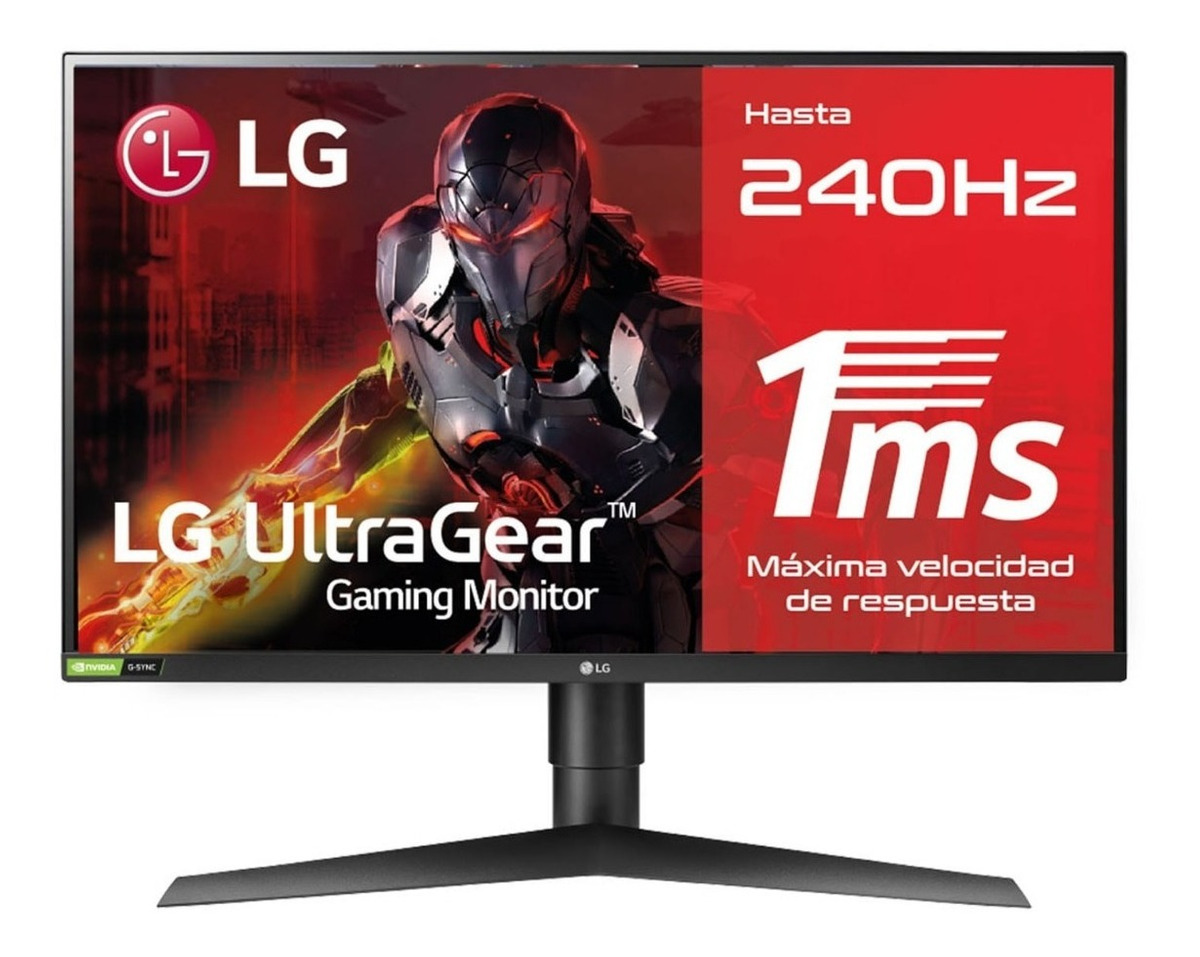 LG
Hasta
240Hz
1ms
LG UltraGear™
Gaming Monitor
Máxima velocidad
de respuesta
NVIDIA G-SYNC
LG